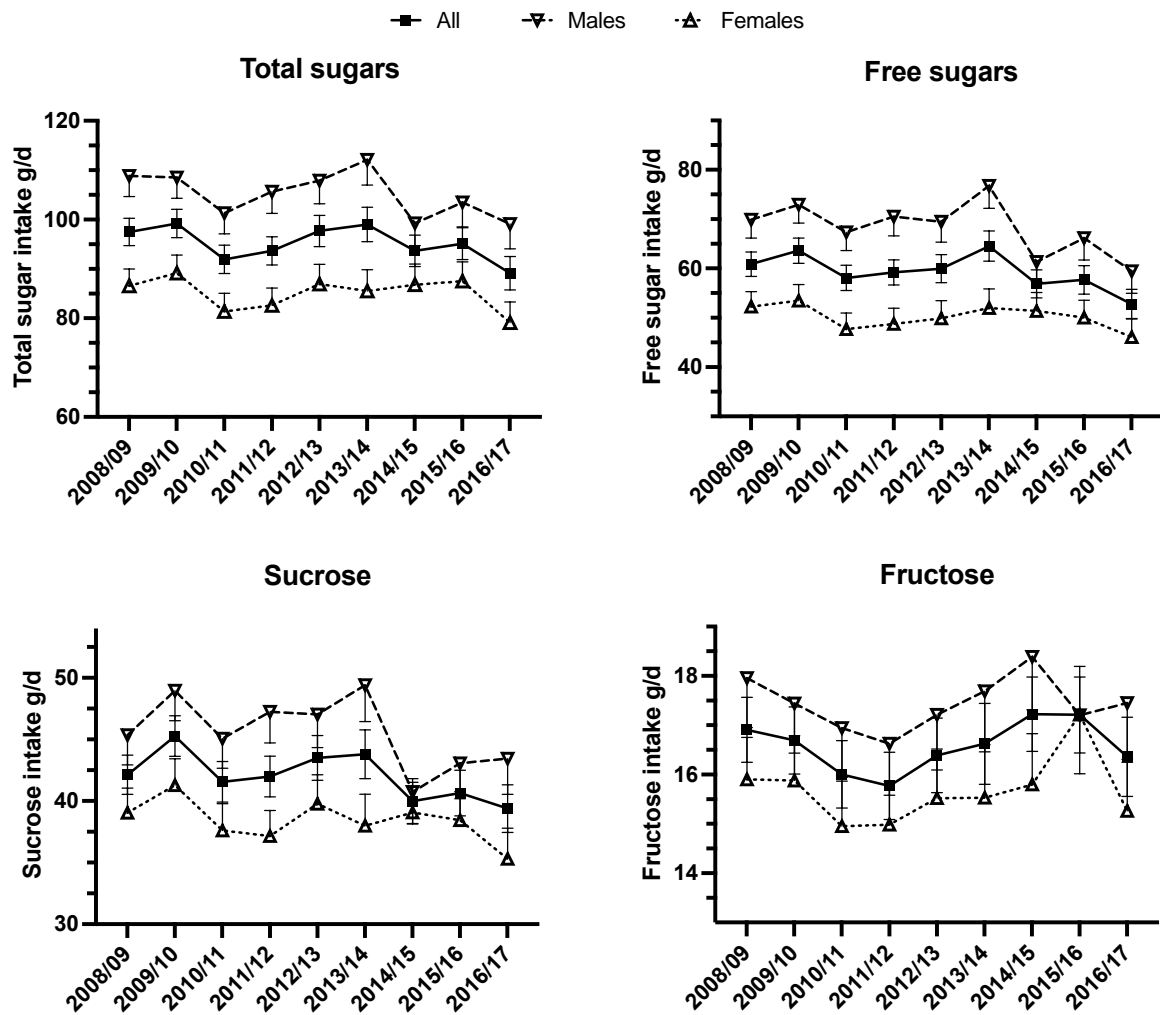 All Males Females
Total sugars
Total sugar intake g/d
120
100
80
60
2008/09 2009/10 2010/11 2011/12 2012/13 2013/14 2014/15 2015/16 2016/17
Free sugars
Free sugar intake g/d
80
60
40
2008/09 2009/10 2010/11 2011/12 2012/13 2013/14 2014/15 2015/16 2016/17
Sucrose
Sucrose intake g/d
50
40
30
2008/09 2009/10 2010/11 2011/12 2012/13 2013/14 2014/15 2015/16 2016/17
Fructose
Fructose intake g/d
18
16
14
2008/09 2009/10 2010/11 2011/12 2012/13 2013/14 2014/15 2015/16 2016/17